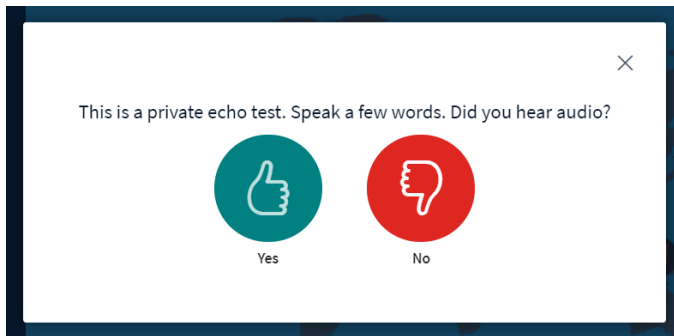 This is a private echo test. Speak a few words. Did you hear audio?
Yes
No